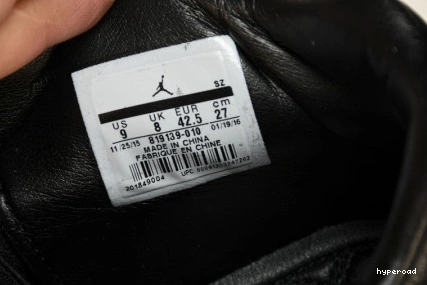 SZ
US UK EUR cm
9 8 42.5 27
11/25/15 819139-010 01/19/16
MADE IN CHINA
FABRIQUE EN CHINE
201849004 UPC
hyperoad